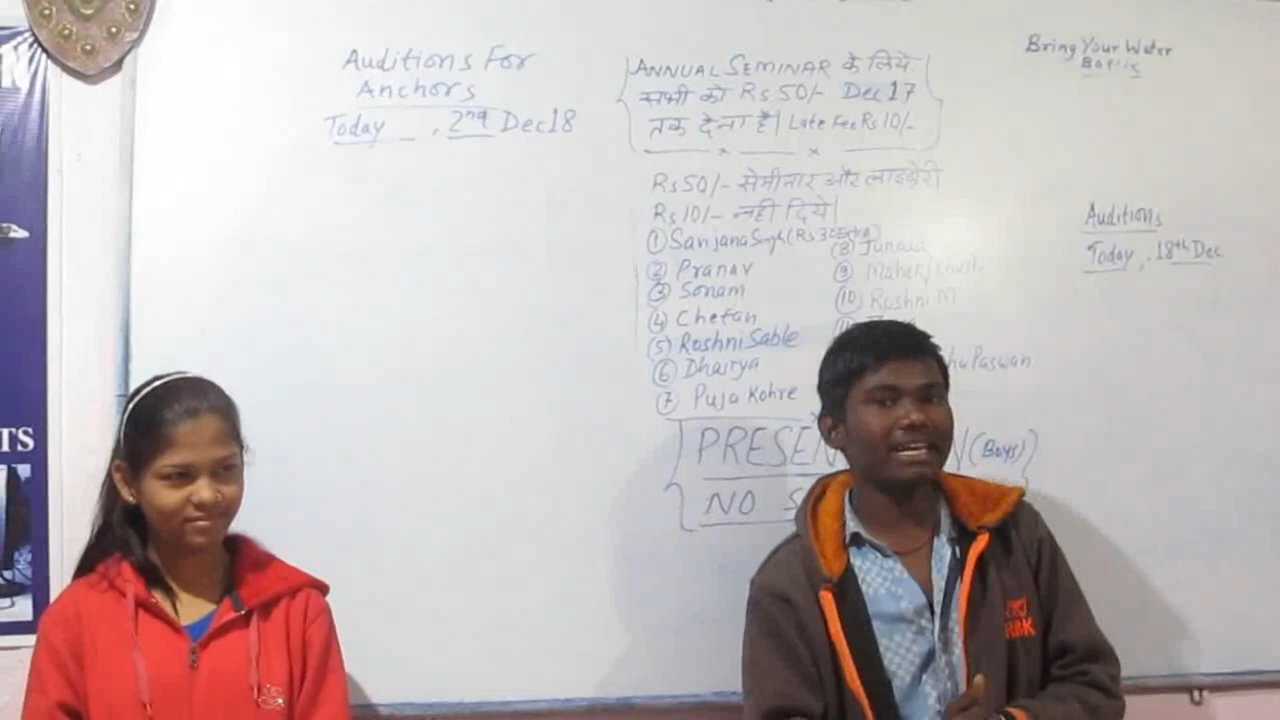 Auditions For
Anchors
Today _ , 2nd Dec18
ANNUAL SEMINAR के लिये
सभी को Rs 50/- Dec 17
तक देना है| Late Fee Rs 10/-
Rs 50/- सेमीनार और लाइब्रेरी
Rs 10/- नही दिये|
① Sanjana Singh
② Pranav
③ Sonam
④ Chetan
(5) Roshni Sable
⑥ Dhairya
⑦ Puja Kohre
(8) Junaid
⑨
(10) Roshni M
Paswan
(Boys)
NO
Bring Your Water
Auditions
Today , 18th Dec
TS
RBK